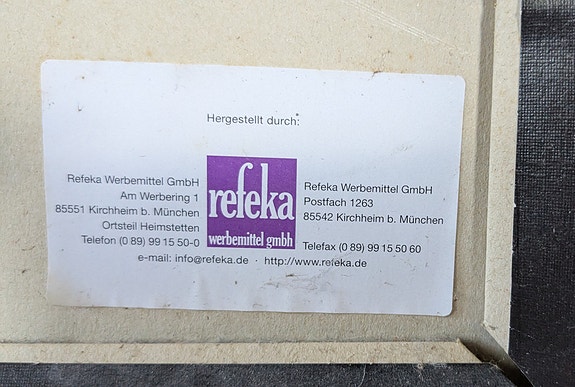 Hergestellt durch:
Refeka Werbemittel GmbH
Am Werbering 1
85551 Kirchheim b. München
Ortsteil Heimstetten
Telefon (0 89) 99 15 50-0
refeka
werbemittel gmbh
Refeka Werbemittel GmbH
Postfach 1263
85542 Kirchheim b. München
Telefax (0 89) 99 15 50 60
e-mail: info@refeka.de · http://www.refeka.de